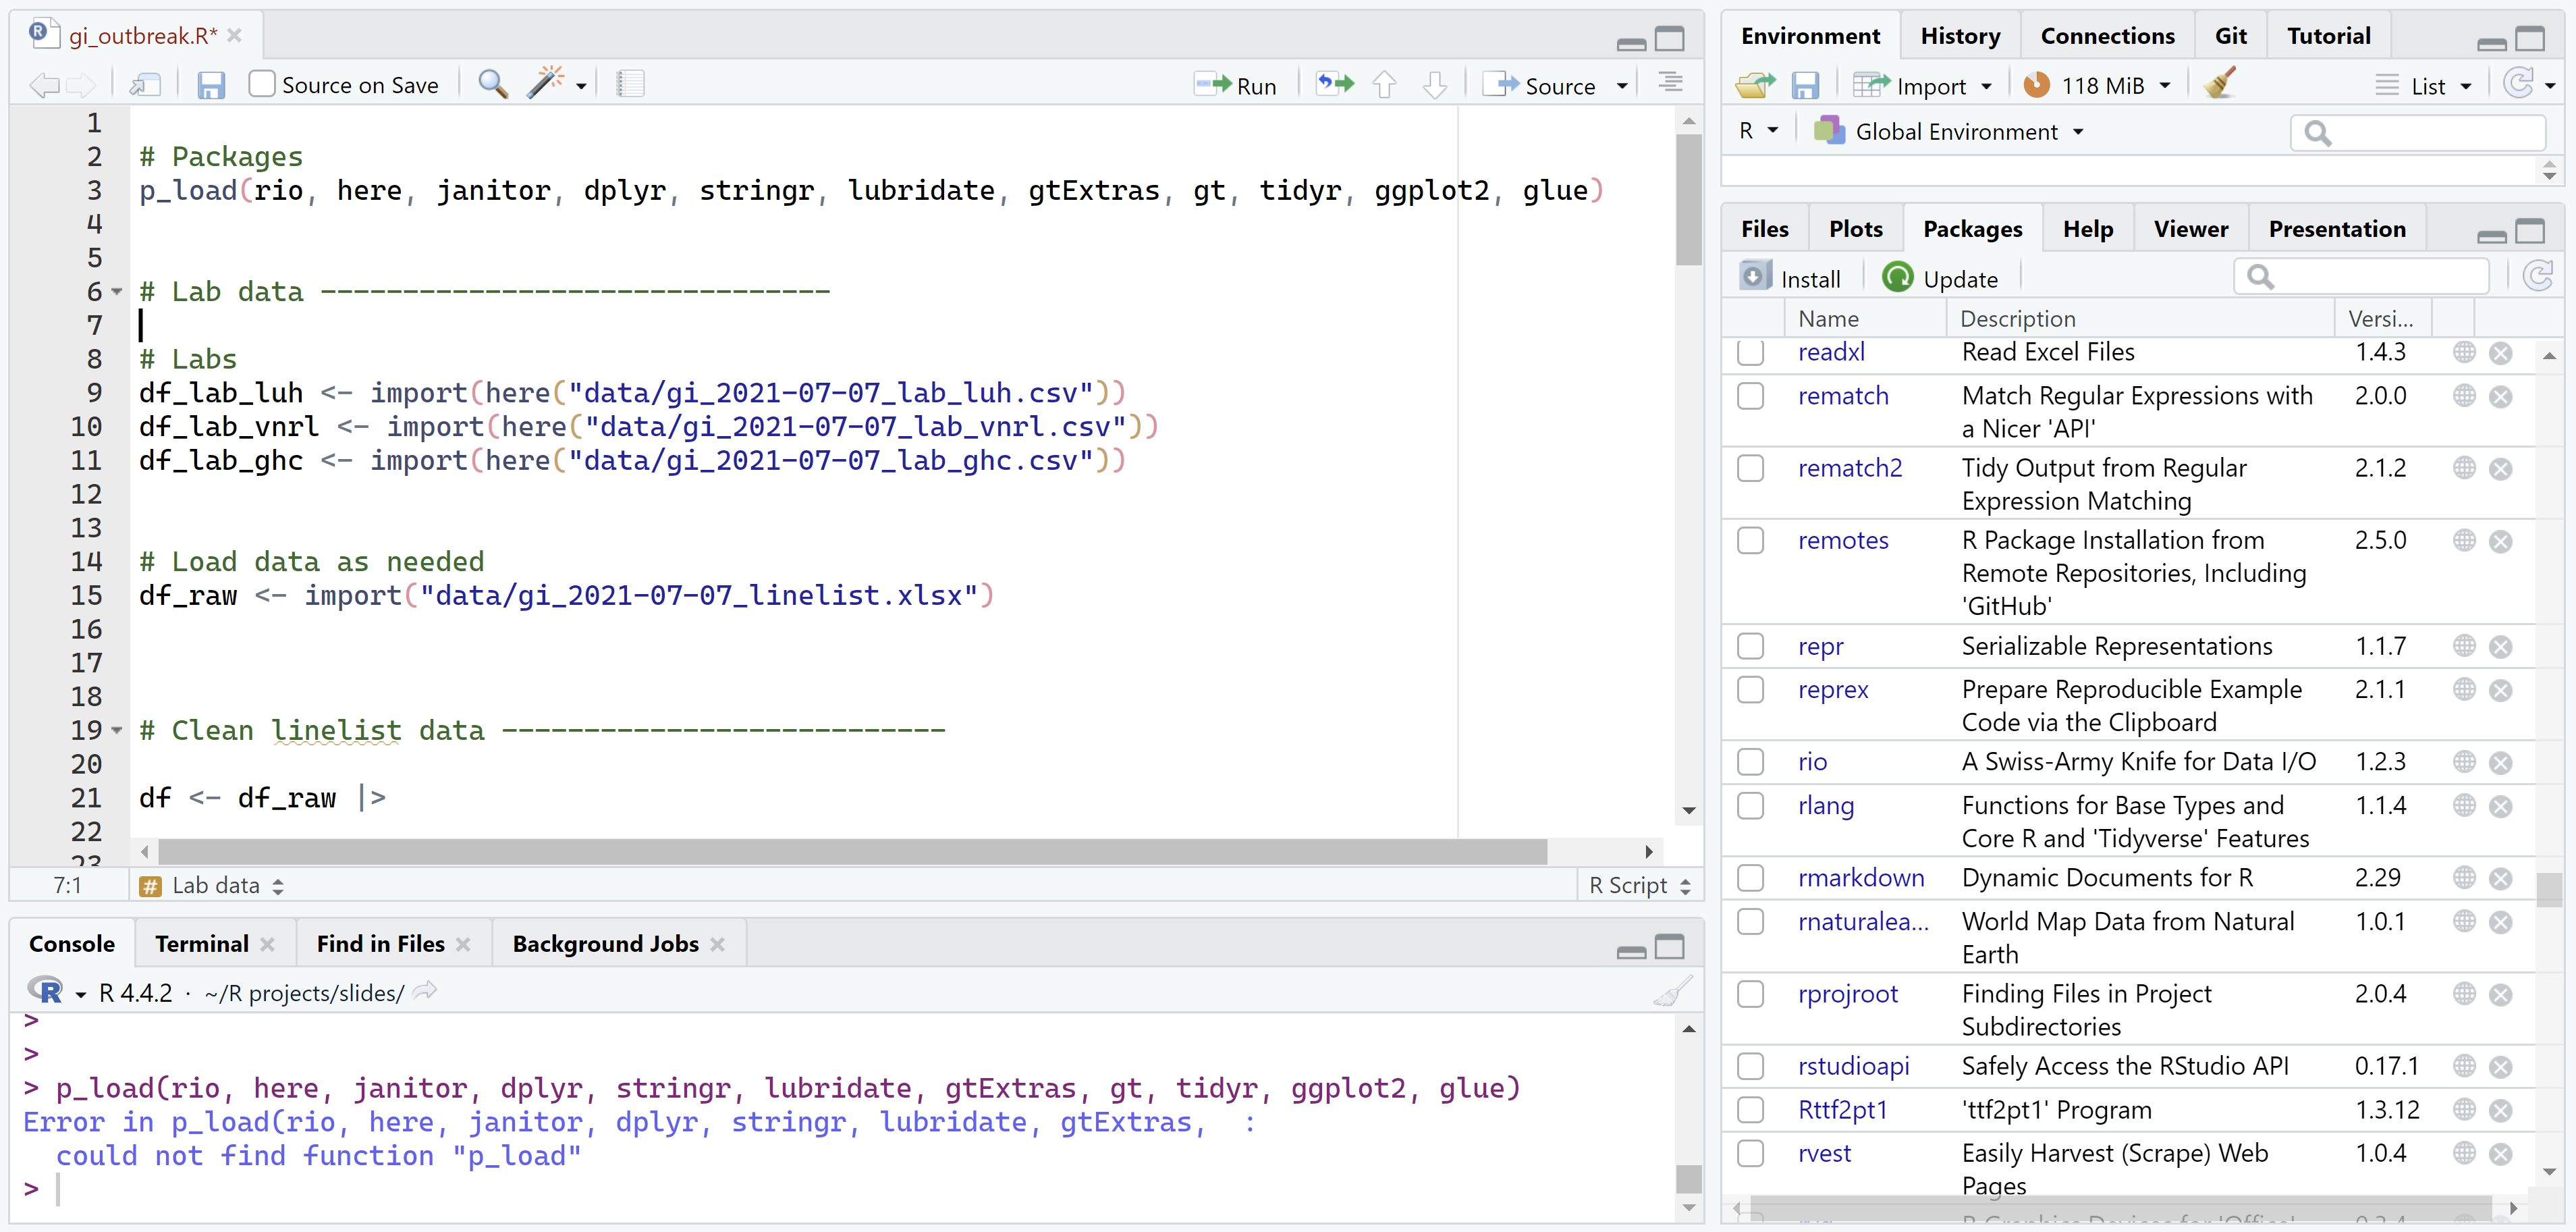 gi_outbreak.R*
Source on Save
Run
Source
1
2 # Packages
3 p_load(rio, here, janitor, dplyr, stringr, lubridate, gtExtras, gt, tidyr, ggplot2, glue)
4
5
6 # Lab data -------------------------------
7
8 # Labs
9 df_lab_luh <- import(here("data/gi_2021-07-07_lab_luh.csv"))
10 df_lab_vnrl <- import(here("data/gi_2021-07-07_lab_vnrl.csv"))
11 df_lab_ghc <- import(here("data/gi_2021-07-07_lab_ghc.csv"))
12
13
14 # Load data as needed
15 df_raw <- import("data/gi_2021-07-07_linelist.xlsx")
16
17
18
19 # Clean linelist data ---------------------------
20
21 df <- df_raw |>
22
23
7:1 # Lab data R Script
Console Terminal Find in Files Background Jobs
R 4.4.2 · ~/R projects/slides/
>
>
> p_load(rio, here, janitor, dplyr, stringr, lubridate, gtExtras, gt, tidyr, ggplot2, glue)
Error in p_load(rio, here, janitor, dplyr, stringr, lubridate, gtExtras,  :
  could not find function "p_load"
>
Environment History Connections Git Tutorial
Import 118 MiB List
R Global Environment
Files Plots Packages Help Viewer Presentation
Install Update
Name Description Versi...
readxl Read Excel Files 1.4.3
rematch Match Regular Expressions with 2.0.0
a Nicer 'API'
rematch2 Tidy Output from Regular 2.1.2
Expression Matching
remotes R Package Installation from 2.5.0
Remote Repositories, Including
'GitHub'
repr Serializable Representations 1.1.7
reprex Prepare Reproducible Example 2.1.1
Code via the Clipboard
rio A Swiss-Army Knife for Data I/O 1.2.3
rlang Functions for Base Types and 1.1.4
Core R and 'Tidyverse' Features
rmarkdown Dynamic Documents for R 2.29
rnaturalea... World Map Data from Natural 1.0.1
Earth
rprojroot Finding Files in Project 2.0.4
Subdirectories
rstudioapi Safely Access the RStudio API 0.17.1
Rttf2pt1 'ttf2pt1' Program 1.3.12
rvest Easily Harvest (Scrape) Web 1.0.4
Pages